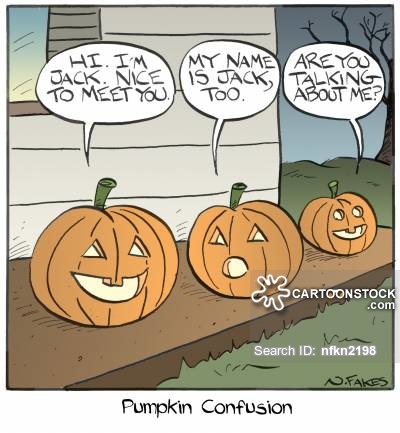 HI. I'M
JACK. NICE
TO MEET YOU.
MY NAME
IS JACK,
TOO.
ARE YOU
TALKING
ABOUT ME?
CARTOONSTOCK
.com
Search ID: nfkn2198
N. FAKES
Pumpkin Confusion